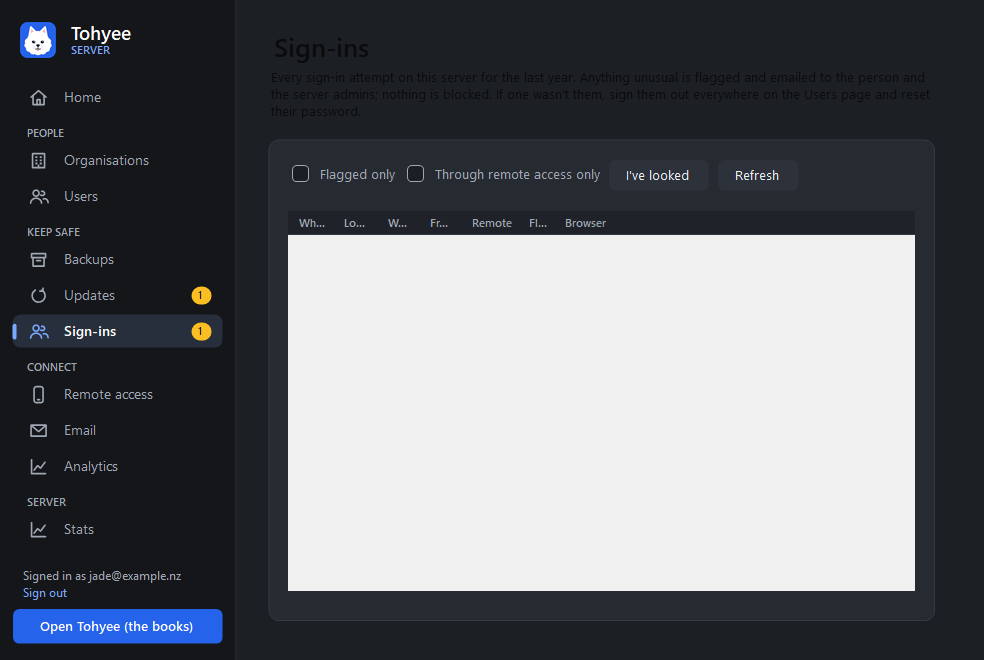 Tohyee
SERVER
Home
PEOPLE
Organisations
Users
KEEP SAFE
Backups
Updates 1
Sign-ins 1
CONNECT
Remote access
Email
Analytics
SERVER
Stats
Signed in as jade@example.nz
Sign out
Open Tohyee (the books)
Sign-ins
Every sign-in attempt on this server for the last year. Anything unusual is flagged and emailed to the person and
the server admins; nothing is blocked. If one wasn't them, sign them out everywhere on the Users page and reset
their password.
Flagged only Through remote access only I've looked Refresh
Wh... Lo... W... Fr... Remote Fl... Browser